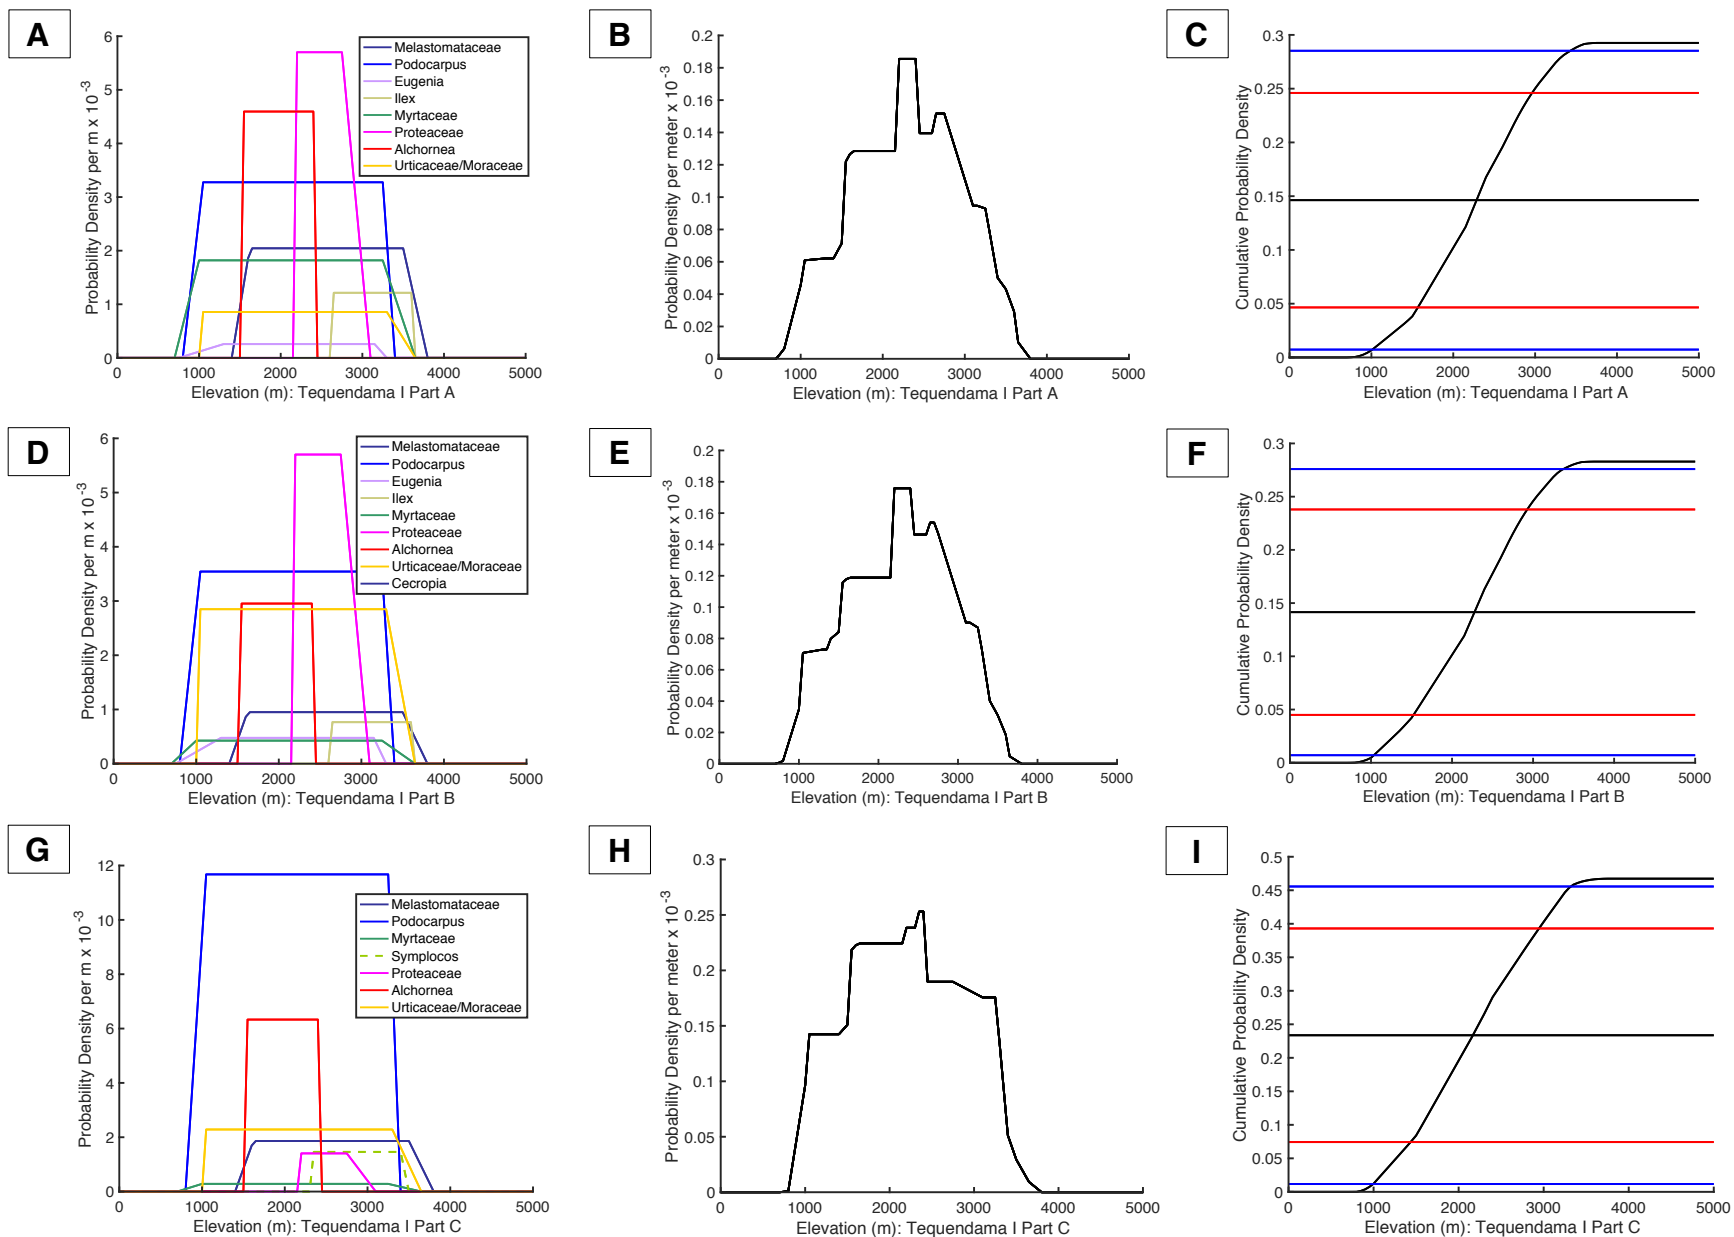 A
Probability Density per m x 10^-3
6
5
4
3
2
1
0
0 1000 2000 3000 4000 5000
Elevation (m): Tequendama I Part A
Melastomataceae
Podocarpus
Eugenia
Ilex
Myrtaceae
Proteaceae
Alchornea
Urticaceae/Moraceae
B
Probability Density per meter x 10^-3
0.2
0.18
0.16
0.14
0.12
0.1
0.08
0.06
0.04
0.02
0
0 1000 2000 3000 4000 5000
Elevation (m): Tequendama I Part A
C
Cumulative Probability Density
0.3
0.25
0.2
0.15
0.1
0.05
0
0 1000 2000 3000 4000 5000
Elevation (m): Tequendama I Part A
D
Probability Density per m x 10^-3
6
5
4
3
2
1
0
0 1000 2000 3000 4000 5000
Elevation (m): Tequendama I Part B
Melastomataceae
Podocarpus
Eugenia
Ilex
Myrtaceae
Proteaceae
Alchornea
Urticaceae/Moraceae
Cecropia
E
Probability Density per meter x 10^-3
0.2
0.18
0.16
0.14
0.12
0.1
0.08
0.06
0.04
0.02
0
0 1000 2000 3000 4000 5000
Elevation (m): Tequendama I Part B
F
Cumulative Probability Density
0.3
0.25
0.2
0.15
0.1
0.05
0
0 1000 2000 3000 4000 5000
Elevation (m): Tequendama I Part B
G
Probability Density per m x 10^-3
12
10
8
6
4
2
0
0 1000 2000 3000 4000 5000
Elevation (m): Tequendama I Part C
Melastomataceae
Podocarpus
Myrtaceae
Symplocos
Proteaceae
Alchornea
Urticaceae/Moraceae
H
Probability Density per meter x 10^-3
0.3
0.25
0.2
0.15
0.1
0.05
0
0 1000 2000 3000 4000 5000
Elevation (m): Tequendama I Part C
I
Cumulative Probability Density
0.5
0.45
0.4
0.35
0.3
0.25
0.2
0.15
0.1
0.05
0
0 1000 2000 3000 4000 5000
Elevation (m): Tequendama I Part C